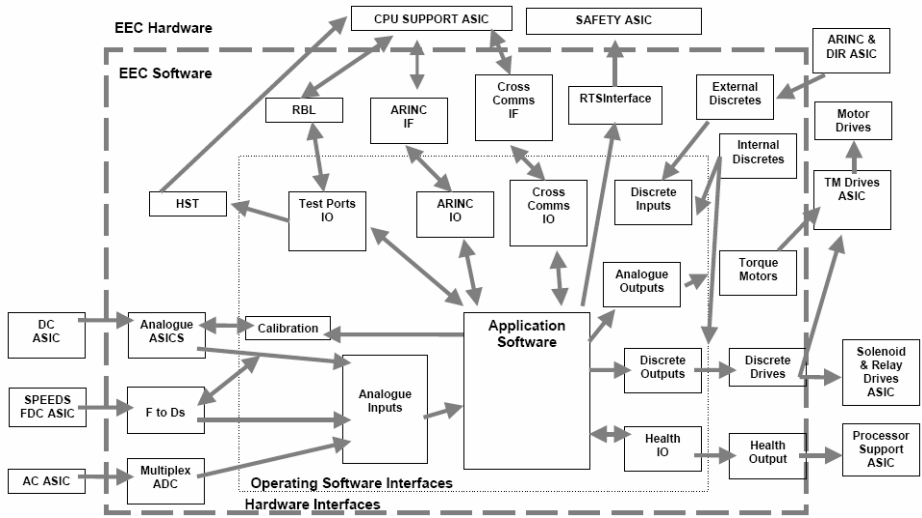 CPU SUPPORT ASIC
SAFETY ASIC
EEC Hardware
ARINC &
DIR ASIC
EEC Software
RBL
ARINC
IF
Cross
Comms
IF
RTSInterface
External
Discretes
Motor
Drives
Internal
Discretes
HST
Test Ports
IO
ARINC
IO
Cross
Comms
IO
Discrete
Inputs
TM Drives
ASIC
Analogue
Outputs
Torque
Motors
DC
ASIC
Analogue
ASICS
Calibration
Application
Software
Discrete
Outputs
Discrete
Drives
Solenoid
& Relay
Drives
ASIC
SPEEDS
FDC ASIC
F to Ds
Analogue
Inputs
Health
IO
Health
Output
Processor
Support
ASIC
AC ASIC
Multiplex
ADC
Operating Software Interfaces
Hardware Interfaces